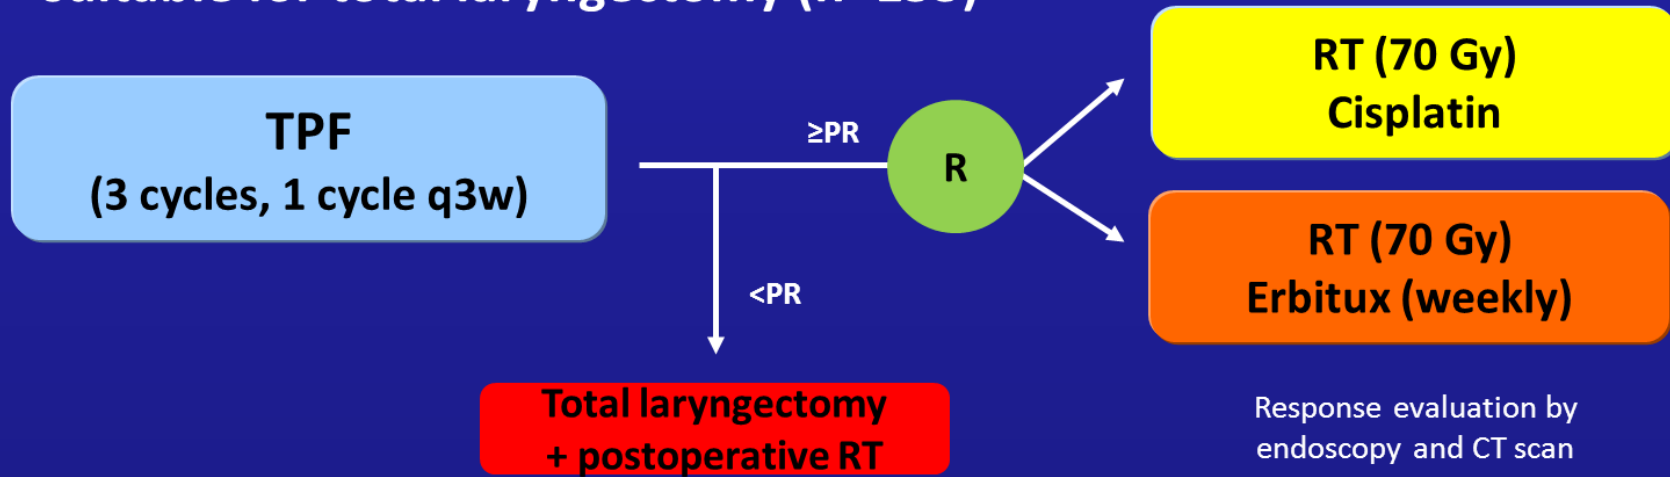 TPF
(3 cycles, 1 cycle q3w)
≥PR
R
<PR
RT (70 Gy)
Cisplatin
RT (70 Gy)
Erbitux (weekly)
Total laryngectomy
+ postoperative RT
Response evaluation by
endoscopy and CT scan